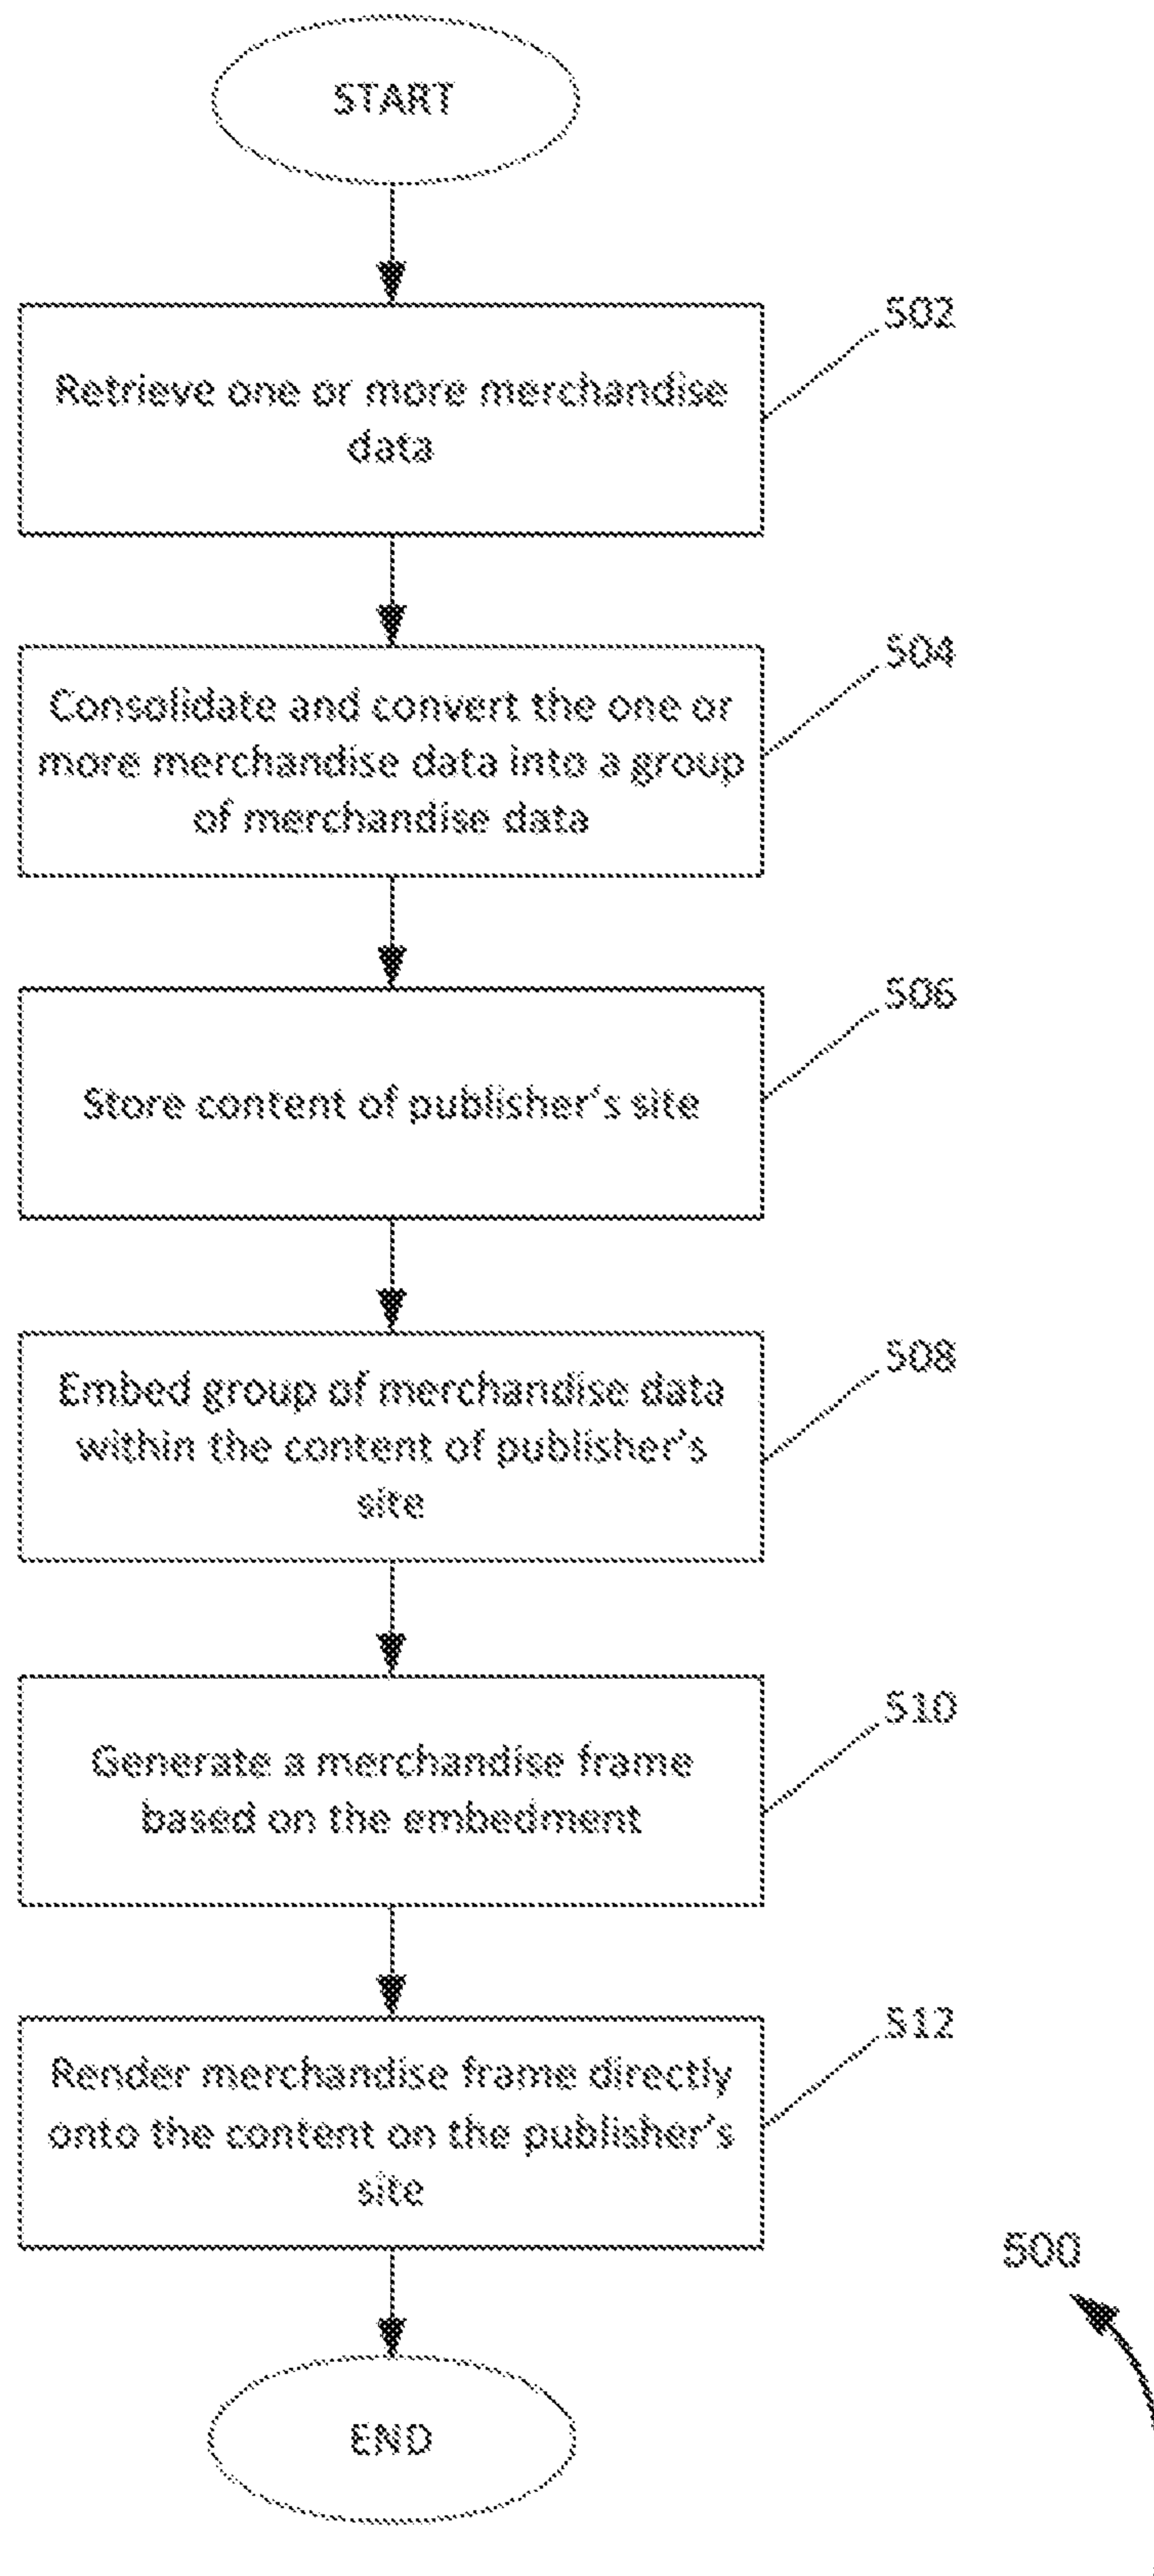 START
502
Retrieve one or more merchandise
data
504
Consolidate and convert the one or
more merchandise data into a group
of merchandise data
506
Store content of publisher's site
508
Embed group of merchandise data
within the content of publisher's
site
510
Generate a merchandise frame
based on the embedment
512
Render merchandise frame directly
onto the content on the publisher's
site
500
END